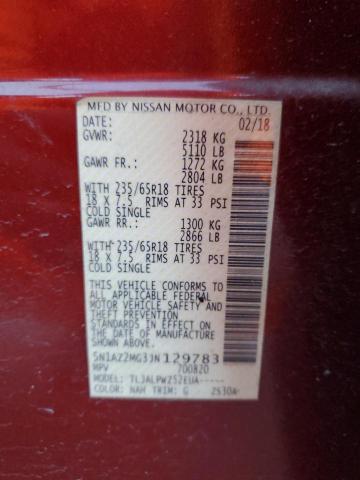 MFD BY NISSAN MOTOR CO., LTD.
DATE: 02/18
GVWR: 2318 KG
5110 LB
GAWR FR.: 1272 KG
2804 LB
WITH 235/65R18 TIRES
18 X 7.5 RIMS AT 33 PSI
COLD SINGLE
GAWR RR.: 1300 KG
2866 LB
WITH 235/65R18 TIRES
18 X 7.5 RIMS AT 33 PSI
COLD SINGLE
THIS VEHICLE CONFORMS TO
ALL APPLICABLE U.S. FEDERAL
MOTOR VEHICLE SAFETY AND
THEFT PREVENTION
STANDARDS IN EFFECT ON THE
DATE OF MANUFACTURE
SHOWN ABOVE.
5N1AZ2MG3JN129783
MPV 700820
MODEL: TLJALPWZ52EUA-----
COLOR: NAH TRIM: G 2530A